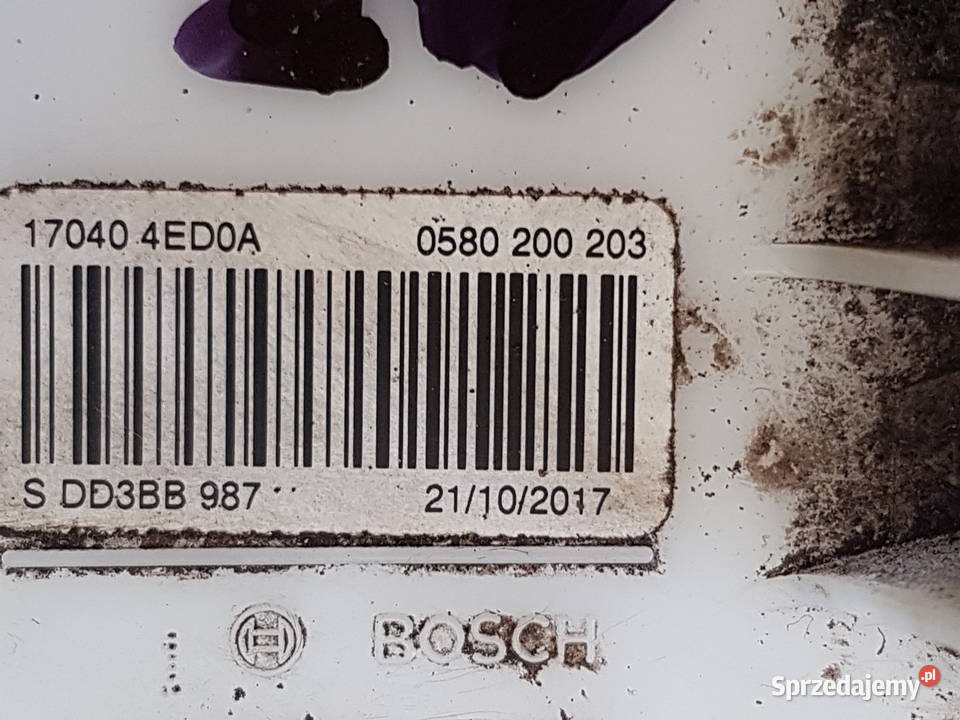 17040 4ED0A 0580 200 203
S DD3BB 987 21/10/2017
BOSCH
Sprzedajemy.pl